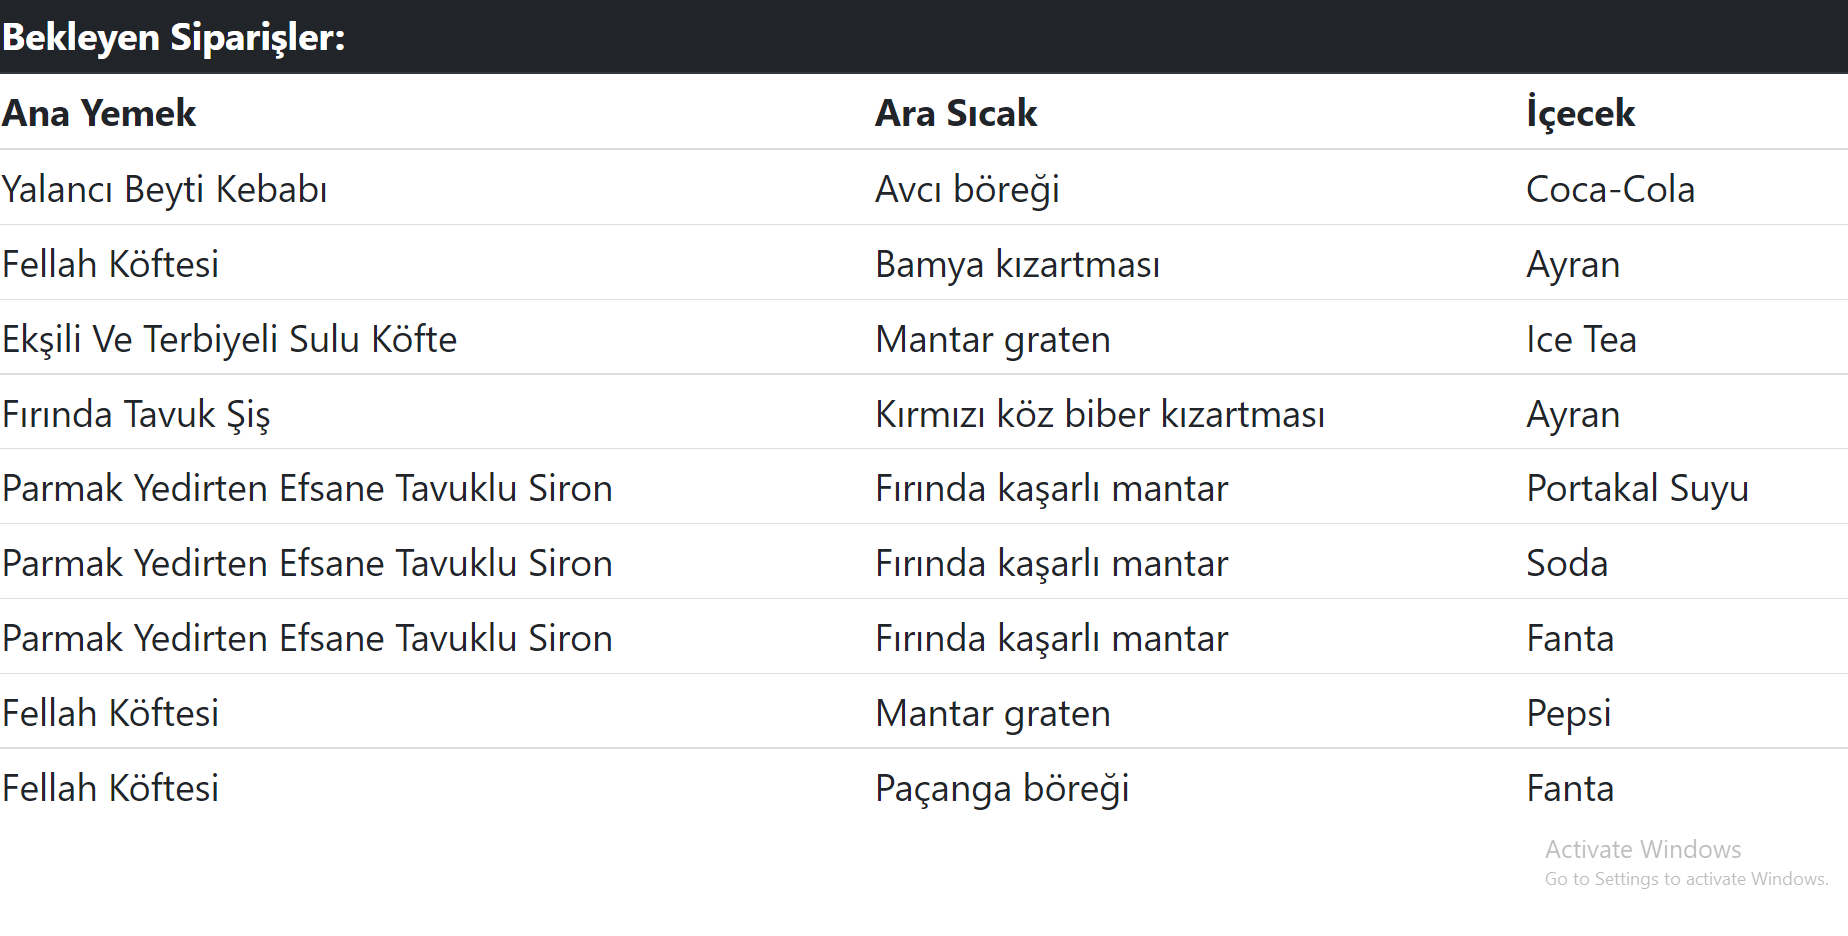 Bekleyen Siparişler:
Ana Yemek Ara Sıcak İçecek
Yalancı Beyti Kebabı Avcı böreği Coca-Cola
Fellah Köftesi Bamya kızartması Ayran
Ekşili Ve Terbiyeli Sulu Köfte Mantar graten Ice Tea
Fırında Tavuk Şiş Kırmızı köz biber kızartması Ayran
Parmak Yedirten Efsane Tavuklu Siron Fırında kaşarlı mantar Portakal Suyu
Parmak Yedirten Efsane Tavuklu Siron Fırında kaşarlı mantar Soda
Parmak Yedirten Efsane Tavuklu Siron Fırında kaşarlı mantar Fanta
Fellah Köftesi Mantar graten Pepsi
Fellah Köftesi Paçanga böreği Fanta
Activate Windows
Go to Settings to activate Windows.